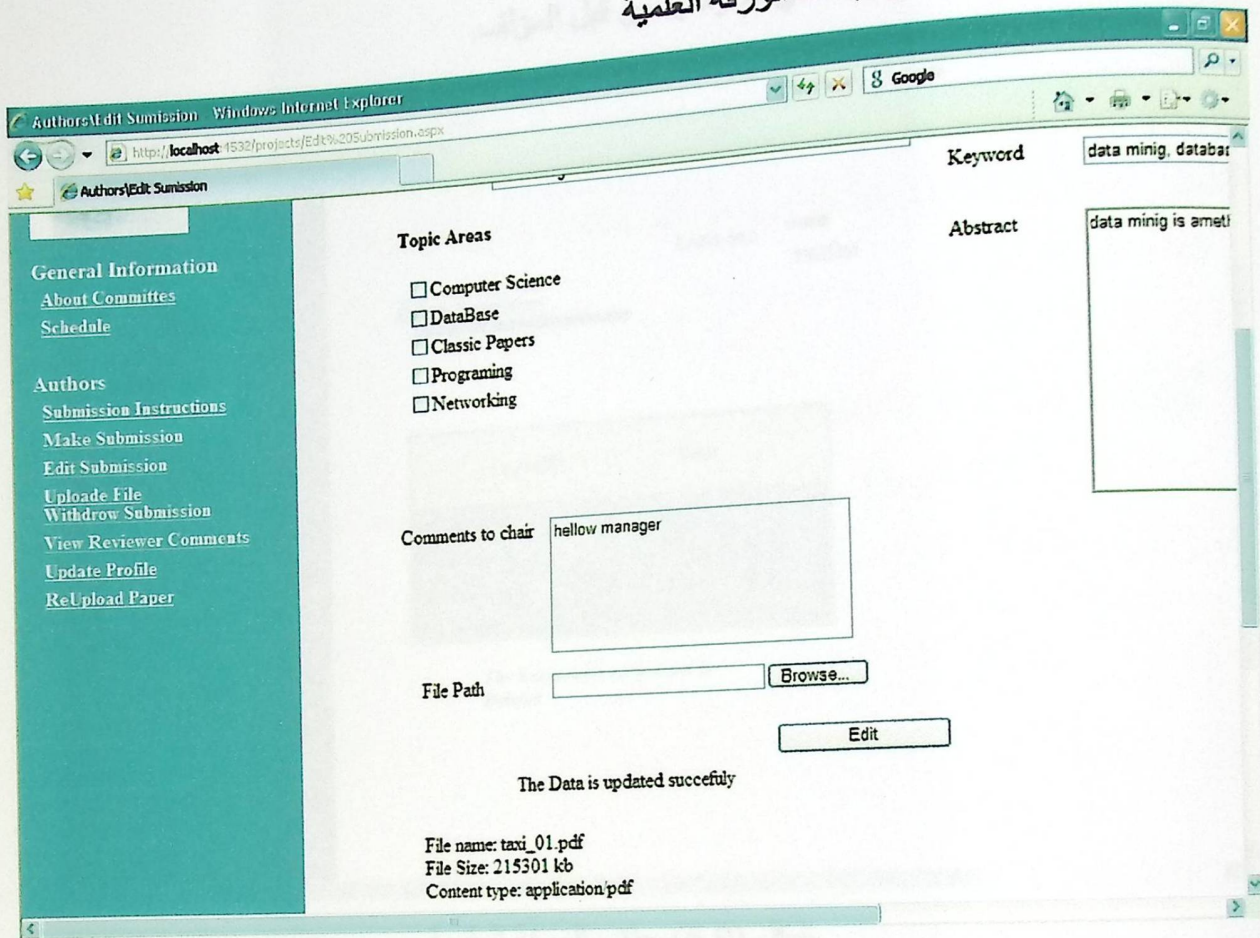 العلمية
Authors\Edit Sumission - Windows Internet Explorer
http://localhost:4532/projects/Edit%20Submission.aspx
Google
Authors\Edit Sumission
Keyword
data minig, databa
Topic Areas
Abstract
data minig is ameth
Computer Science
DataBase
Classic Papers
Programing
Networking
General Information
About Committes
Schedule
Authors
Submission Instructions
Make Submission
Edit Submission
Uploade File
Withdrow Submission
View Reviewer Comments
Update Profile
ReUpload Paper
Comments to chair
hellow manager
File Path
Browse...
Edit
The Data is updated succefuly
File name: taxi_01.pdf
File Size: 215301 kb
Content type: application/pdf